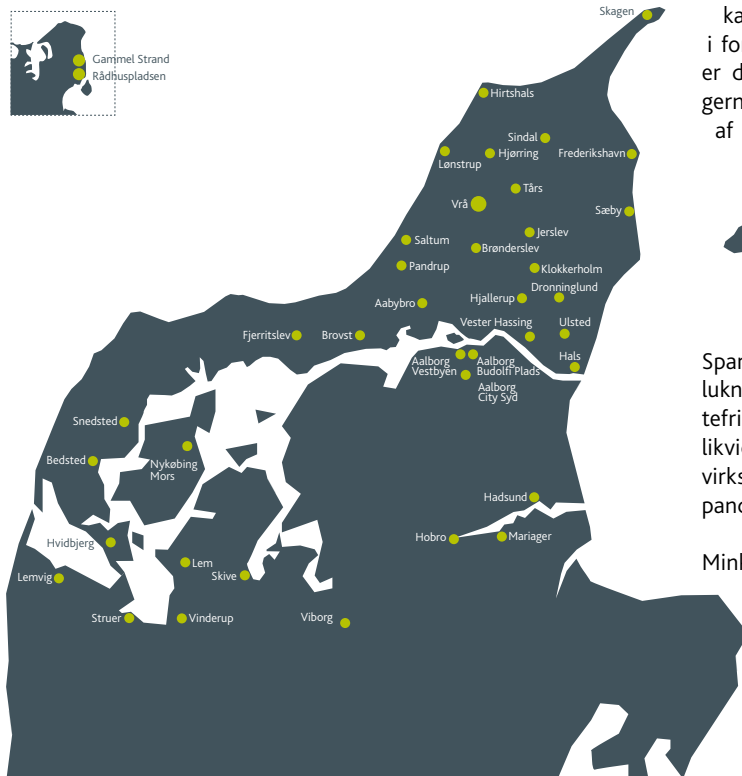 Gammel Strand
Rådhuspladsen
Skagen
Hirtshals
Sindal
Hjørring
Lønstrup
Frederikshavn
Tårs
Vrå
Sæby
Jerslev
Saltum
Brønderslev
Pandrup
Klokkerholm
Dronninglund
Hjallerup
Aabybro
Vester Hassing
Ulsted
Fjerritslev
Brovst
Hals
Aalborg
Vestbyen
Aalborg
Budolfi Plads
Aalborg
City Syd
Snedsted
Bedsted
Nykøbing
Mors
Hadsund
Hvidbjerg
Hobro
Mariager
Lem
Lemvig
Skive
Struer
Vinderup
Viborg
i
af